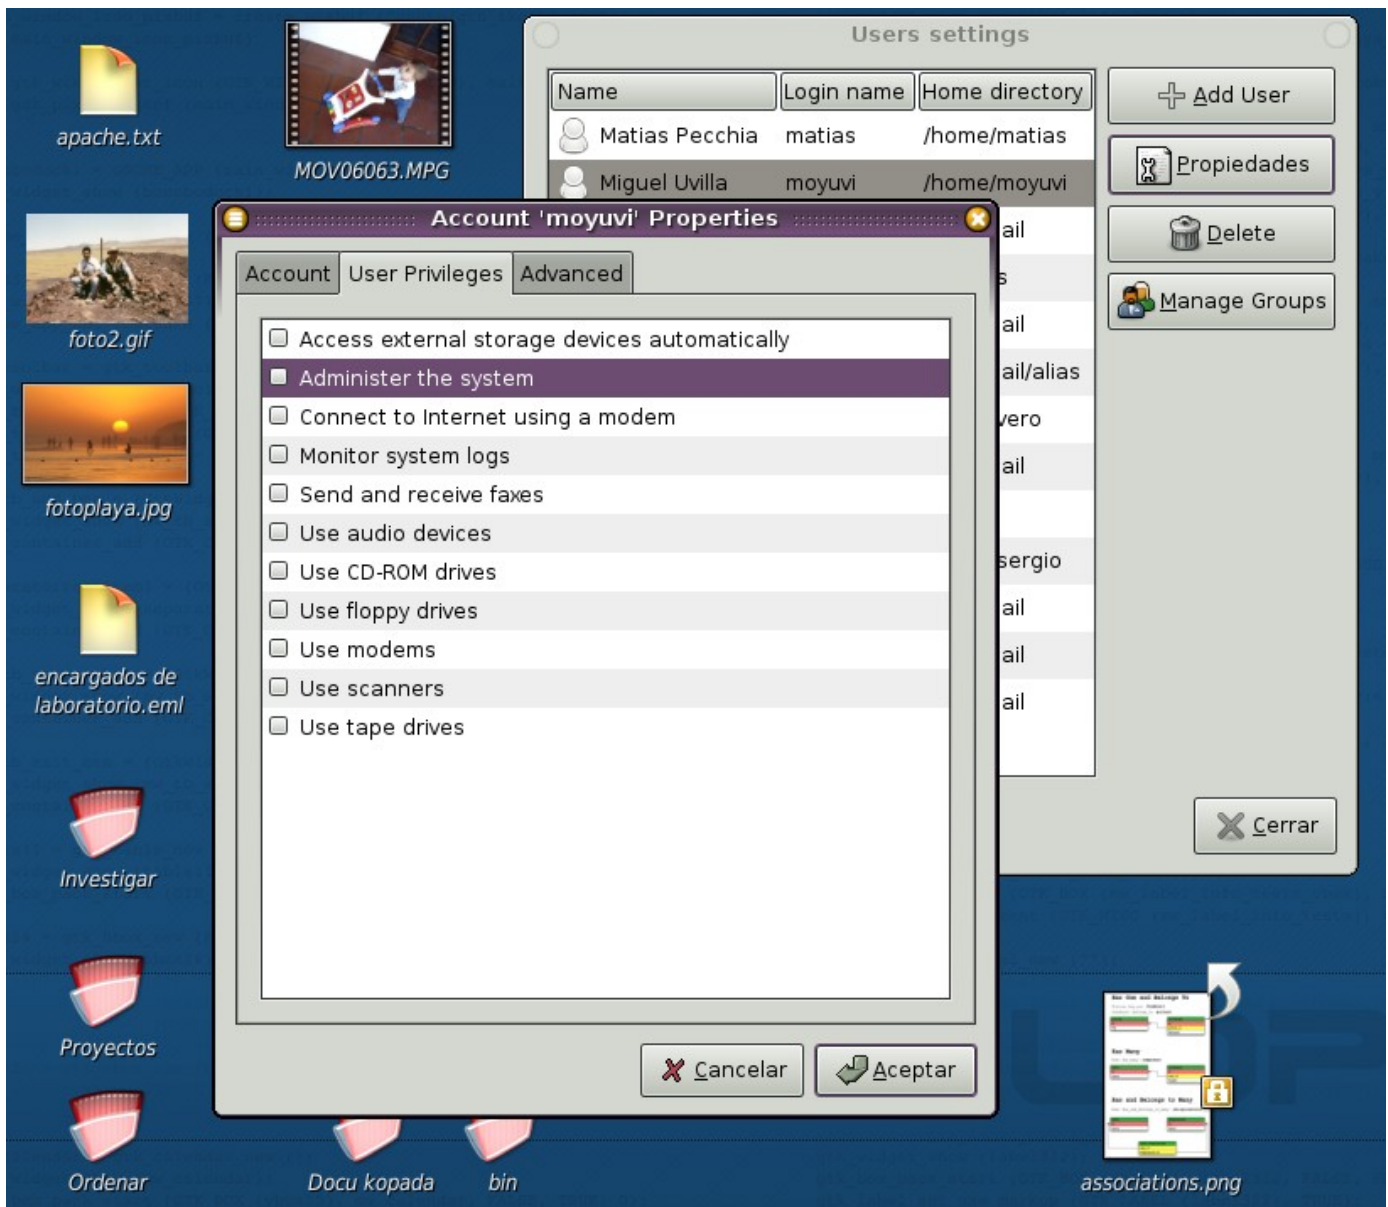 apache.txt
MOV06063.MPG
foto2.gif
fotoplaya.jpg
encargados de
laboratorio.eml
Investigar
Proyectos
Ordenar
Docu kopada
bin
associations.png
Users settings
Name Login name Home directory
Matias Pecchia matias /home/matias
Miguel Uvilla moyuvi /home/moyuvi
ail
s
ail
ail/alias
vero
ail
sergio
ail
ail
ail
Add User
Propiedades
Delete
Manage Groups
Cerrar
Account 'moyuvi' Properties
Account User Privileges Advanced
Access external storage devices automatically
Administer the system
Connect to Internet using a modem
Monitor system logs
Send and receive faxes
Use audio devices
Use CD-ROM drives
Use floppy drives
Use modems
Use scanners
Use tape drives
Cancelar Aceptar